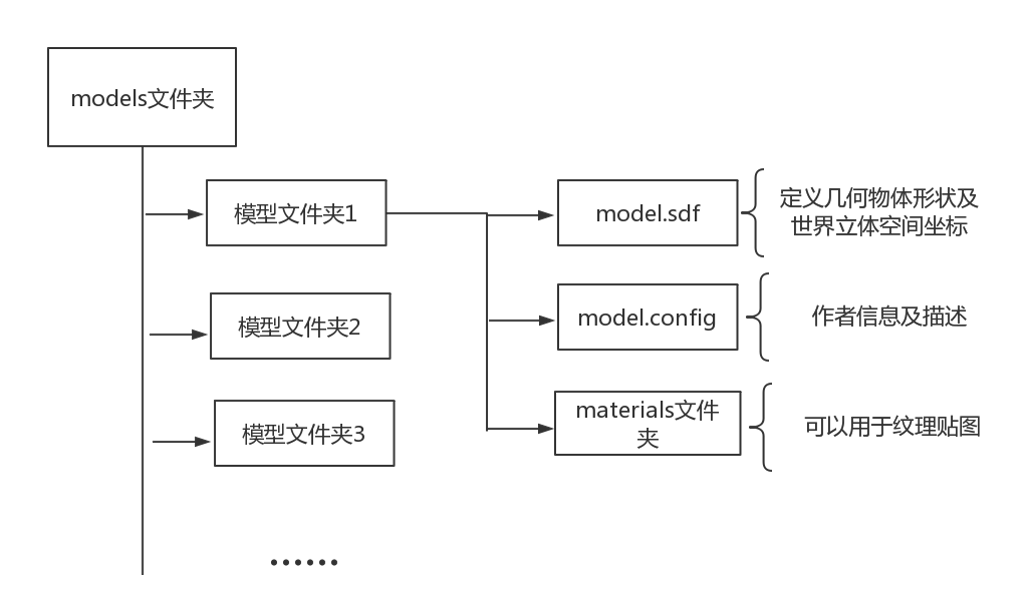 models文件夹
模型文件夹1
model.sdf
定义几何物体形状及
世界立体空间坐标
模型文件夹2
model.config
作者信息及描述
模型文件夹3
materials文件
夹
可以用于纹理贴图
......